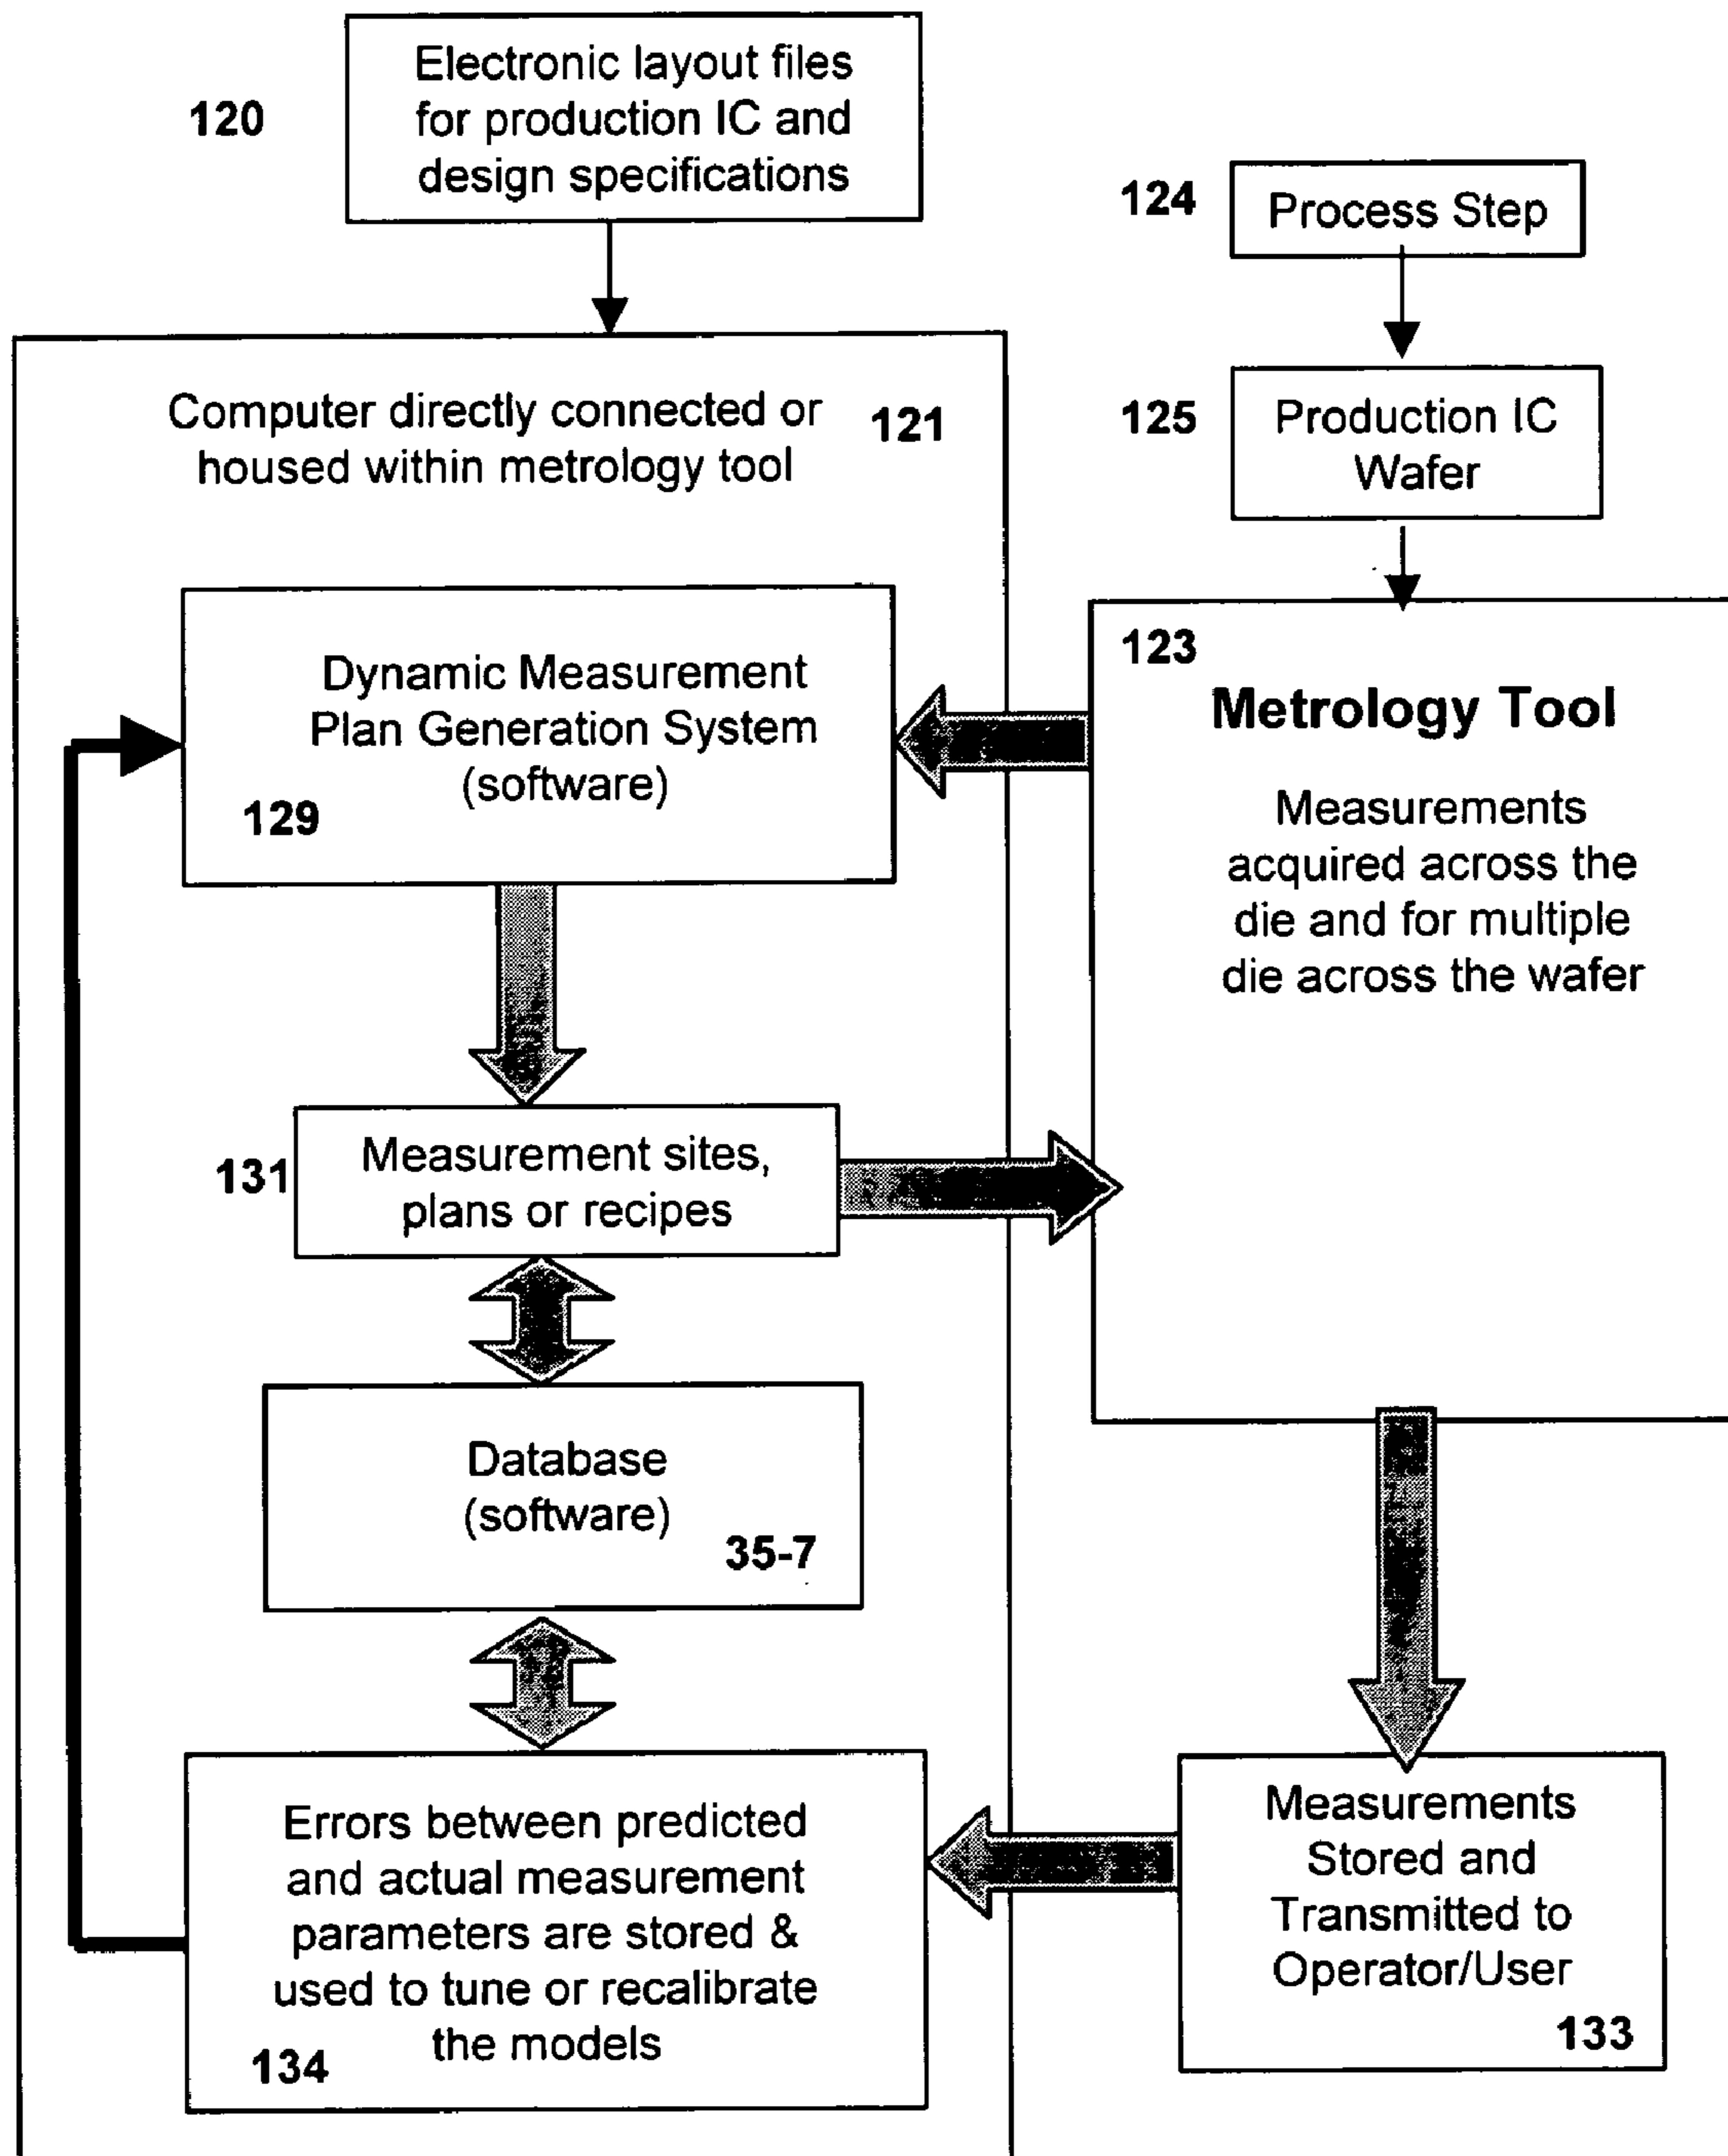 120
Electronic layout files
for production IC and
design specifications
124
Process Step
121
Computer directly connected or
housed within metrology tool
125
Production IC
Wafer
123
Metrology Tool
Measurements
acquired across the
die and for multiple
die across the wafer
Dynamic Measurement
Plan Generation System
(software)
129
131
Measurement sites,
plans or recipes
Database
(software)
35-7
Errors between predicted
and actual measurement
parameters are stored &
used to tune or recalibrate
the models
134
Measurements
Stored and
Transmitted to
Operator/User
133